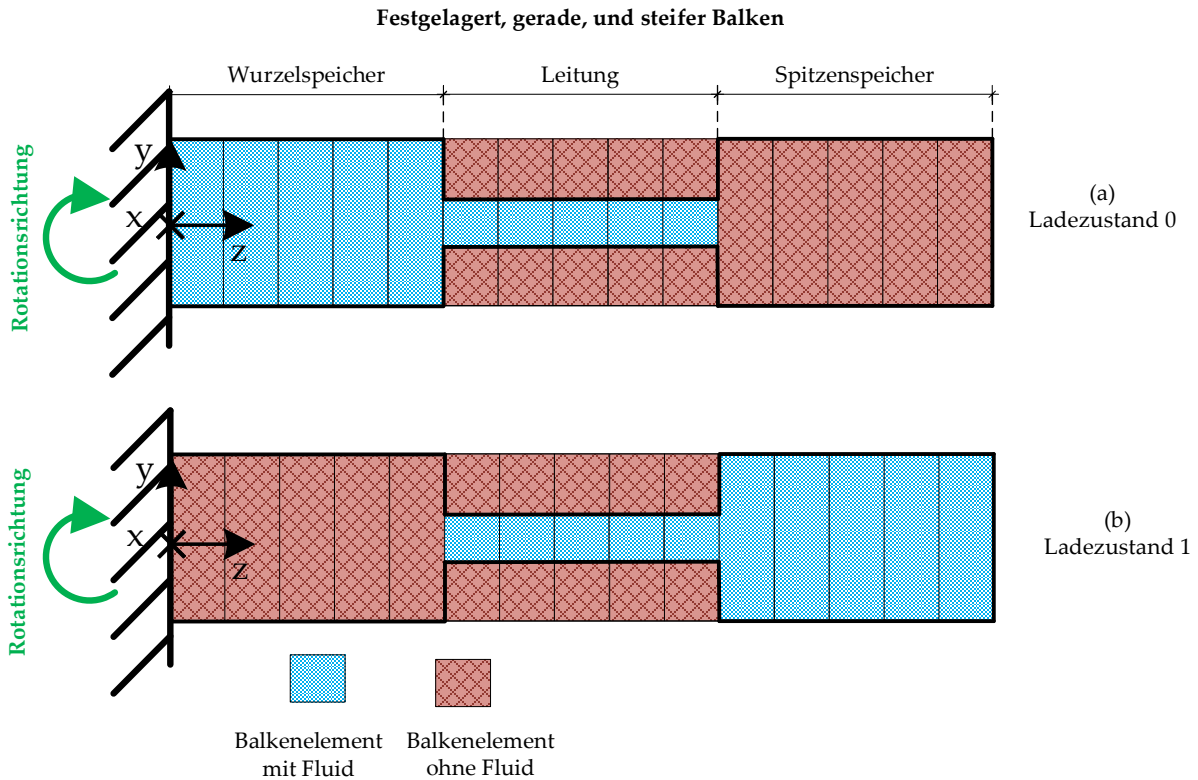 Festgelagert, gerade, und steifer Balken
Wurzelspeicher
Leitung
Spitzenspeicher
Rotationsrichtung
y
x
z
(a)
Ladezustand 0
Rotationsrichtung
y
x
z
(b)
Ladezustand 1
Balkenelement
mit Fluid
Balkenelement
ohne Fluid